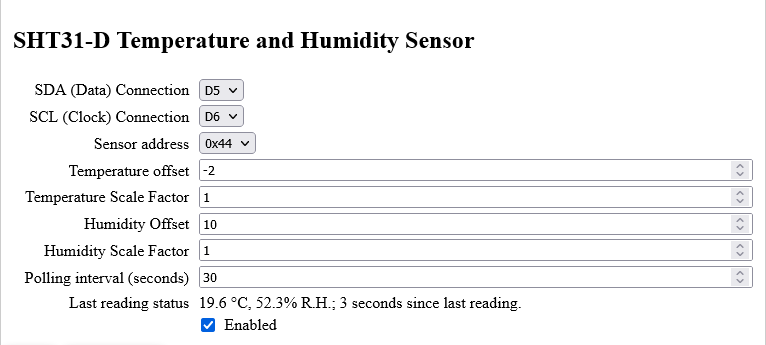 SHT31-D Temperature and Humidity Sensor
SDA (Data) Connection D5
SCL (Clock) Connection D6
Sensor address 0x44
Temperature offset -2
Temperature Scale Factor 1
Humidity Offset 10
Humidity Scale Factor 1
Polling interval (seconds) 30
Last reading status 19.6 °C, 52.3% R.H.; 3 seconds since last reading.
Enabled